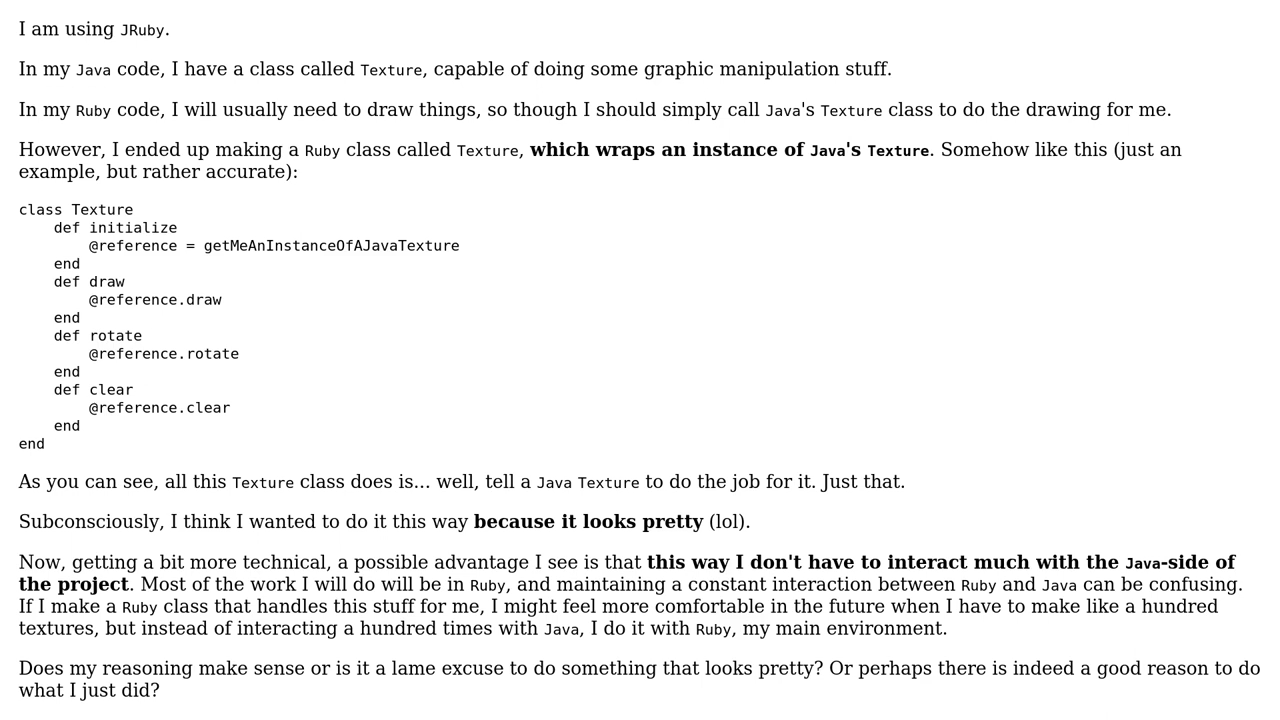 I am using JRuby.
In my Java code, I have a class called Texture, capable of doing some graphic manipulation stuff.
In my Ruby code, I will usually need to draw things, so though I should simply call Java's Texture class to do the drawing for me.
However, I ended up making a Ruby class called Texture, which wraps an instance of Java's Texture. Somehow like this (just an
example, but rather accurate):
class Texture
    def initialize
        @reference = getMeAnInstanceOfAJavaTexture
    end
    def draw
        @reference.draw
    end
    def rotate
        @reference.rotate
    end
    def clear
        @reference.clear
    end
end
As you can see, all this Texture class does is... well, tell a Java Texture to do the job for it. Just that.
Subconsciously, I think I wanted to do it this way because it looks pretty (lol).
Now, getting a bit more technical, a possible advantage I see is that this way I don't have to interact much with the Java-side of
the project. Most of the work I will do will be in Ruby, and maintaining a constant interaction between Ruby and Java can be confusing.
If I make a Ruby class that handles this stuff for me, I might feel more comfortable in the future when I have to make like a hundred
textures, but instead of interacting a hundred times with Java, I do it with Ruby, my main environment.
Does my reasoning make sense or is it a lame excuse to do something that looks pretty? Or perhaps there is indeed a good reason to do
what I just did?